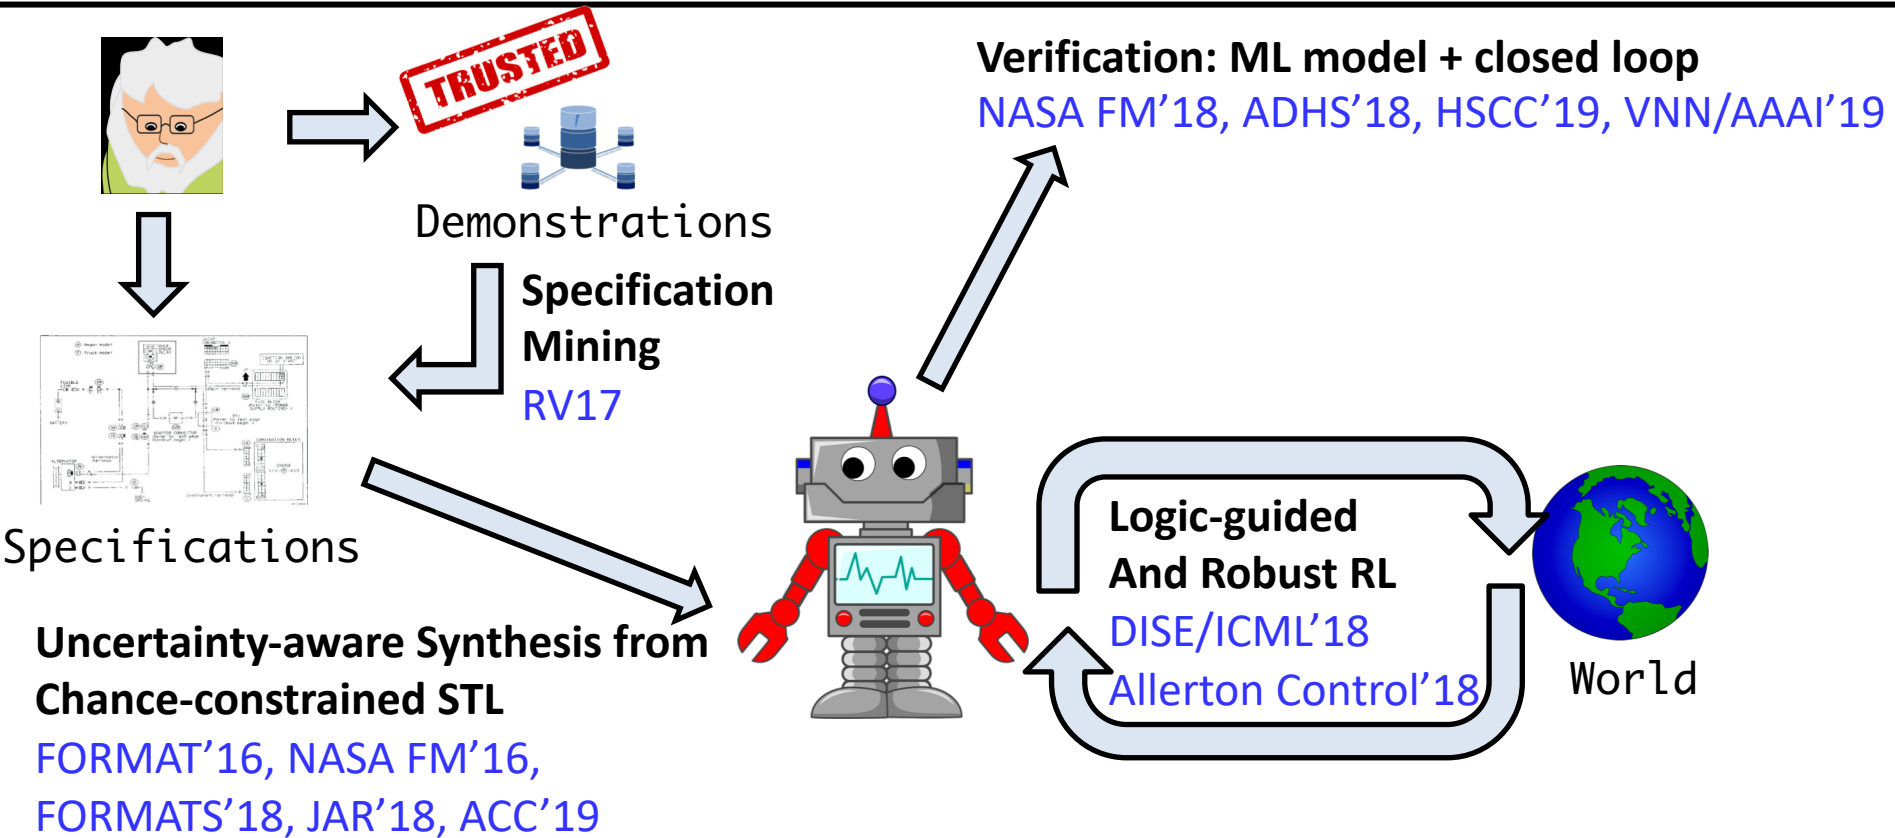 TRUSTED
Verification: ML model + closed loop
NASA FM’18, ADHS’18, HSCC’19, VNN/AAAI’19
Demonstrations
Specification
Mining
RV17
Specifications
Logic-guided
And Robust RL
DISE/ICML’18
Allerton Control’18
World
Uncertainty-aware Synthesis from
Chance-constrained STL
FORMAT’16, NASA FM’16,
FORMATS’18, JAR’18, ACC’19